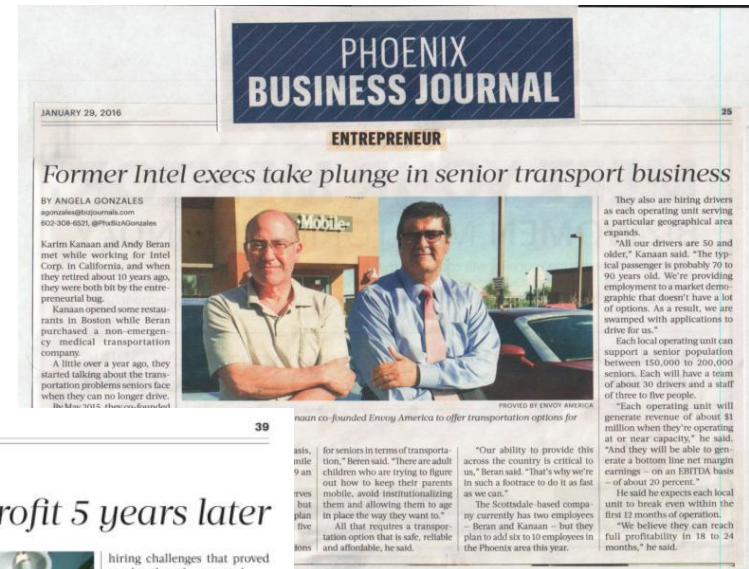 PHOENIX
BUSINESS JOURNAL
JANUARY 29, 2016
25
ENTREPRENEUR
Former Intel execs take plunge in senior transport business
BY ANGELA GONZALES
agonzales@bizjournals.com
602-308-6521, @PhxBizAGonzales
Karim Kanaan and Andy Beran
met while working for Intel
Corp. in California, and when
they retired about 10 years ago,
they were both bit by the entre-
preneurial bug.
Kanaan opened some restau-
rants in Boston while Beran
purchased a non-emergen-
cy medical transportation
company.
A little over a year ago, they
started talking about the trans-
portation problems seniors face
when they can no longer drive.
By May 2015, they co-founded
Mobile
PROVIED BY ENVOY AMERICA
naan co-founded Envoy America to offer transportation options for
asis,
mile
9 an
rves
but
plan
five
ions
for seniors in terms of transporta-
tion," Beren said. "There are adult
children who are trying to figure
out how to keep their parents
mobile, avoid institutionalizing
them and allowing them to age
in place the way they want to."
All that requires a transpor-
tation option that is safe, reliable
and affordable, he said.
"Our ability to provide this
across the country is critical to
us," Beran said. "That's why we're
in such a footrace to do it as fast
as we can."
The Scottsdale-based compa-
ny currently has two employees
– Beran and Kanaan – but they
plan to add six to 10 employees in
the Phoenix area this year.
They also are hiring drivers
as each operating unit serving
a particular geographical area
expands.
"All our drivers are 50 and
older," Kanaan said. "The typ-
ical passenger is probably 70 to
90 years old. We're providing
employment to a market demo-
graphic that doesn't have a lot
of options. As a result, we are
swamped with applications to
drive for us."
Each local operating unit can
support a senior population
between 150,000 to 200,000
seniors. Each will have a team
of about 30 drivers and a staff
of three to five people.
"Each operating unit will
generate revenue of about $1
million when they're operating
at or near capacity," he said.
"And they will be able to gen-
erate a bottom line net margin
earnings – on an EBITDA basis
– of about 20 percent."
He said he expects each local
unit to break even within the
first 12 months of operation.
"We believe they can reach
full profitability in 18 to 24
months," he said.
39
rofit 5 years later
hiring challenges that proved